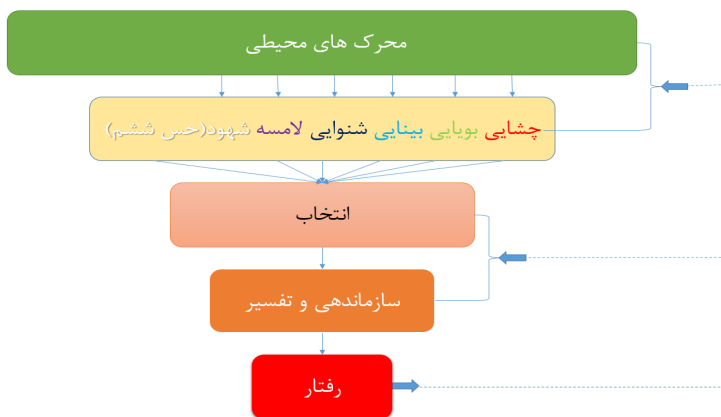 محرک های محیطی
چشایی بویایی بینایی شنوایی لامسه شهود(حس ششم)
انتخاب
سازماندهی و تفسیر
رفتار